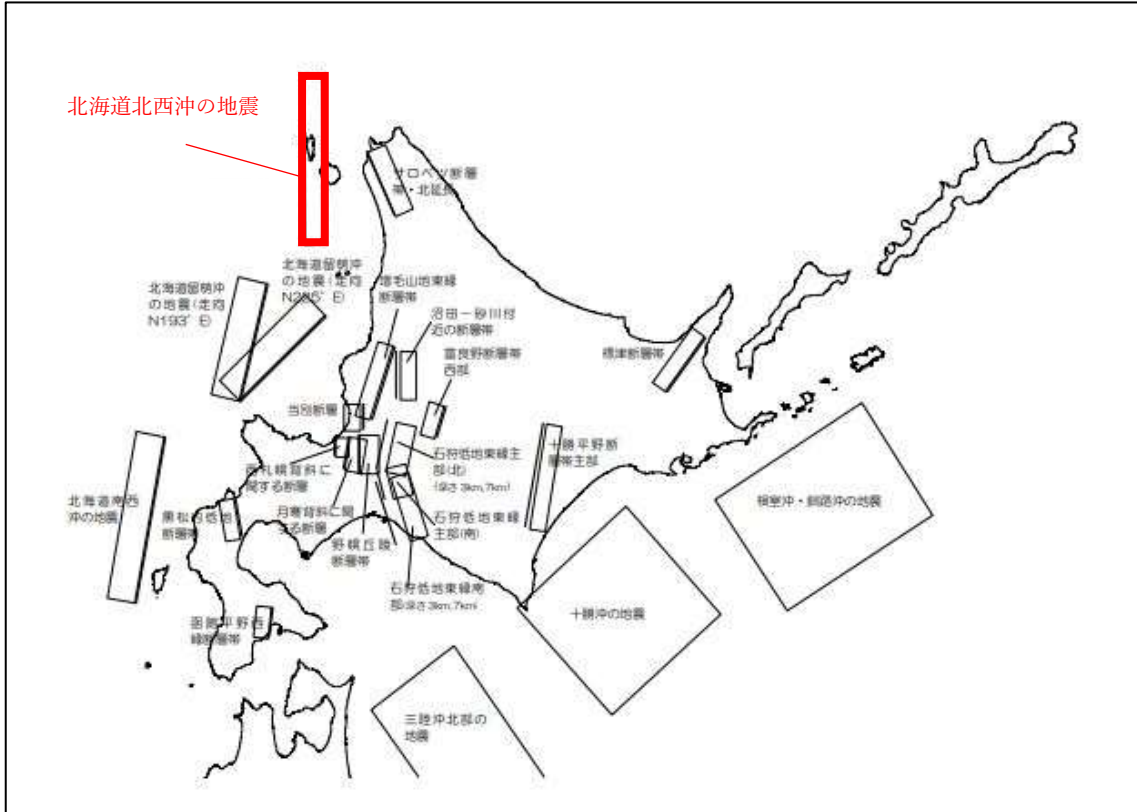 北海道北西沖の地震
サロベツ断層
帯・北延長
北海道留萌沖
の地震(走向
N225°E)
増毛山地東縁
断層帯
北海道留萌沖
の地震(走向
N193°E)
沼田－砂川付
近の断層帯
富良野断層帯
西部
標津断層帯
当別断層
西札幌背斜に
関する断層
月寒背斜に関
する断層
野幌丘陵
断層帯
石狩低地東縁主
部(北)
(深さ3km,7km)
石狩低地東縁
主部(南)
石狩低地東縁南
部(深さ3km,7km)
十勝平野断
層帯主部
北海道南西
沖の地震
黒松内低地
断層帯
函館平野西
縁断層帯
根室沖・釧路沖の地震
十勝沖の地震
三陸沖北部の
地震